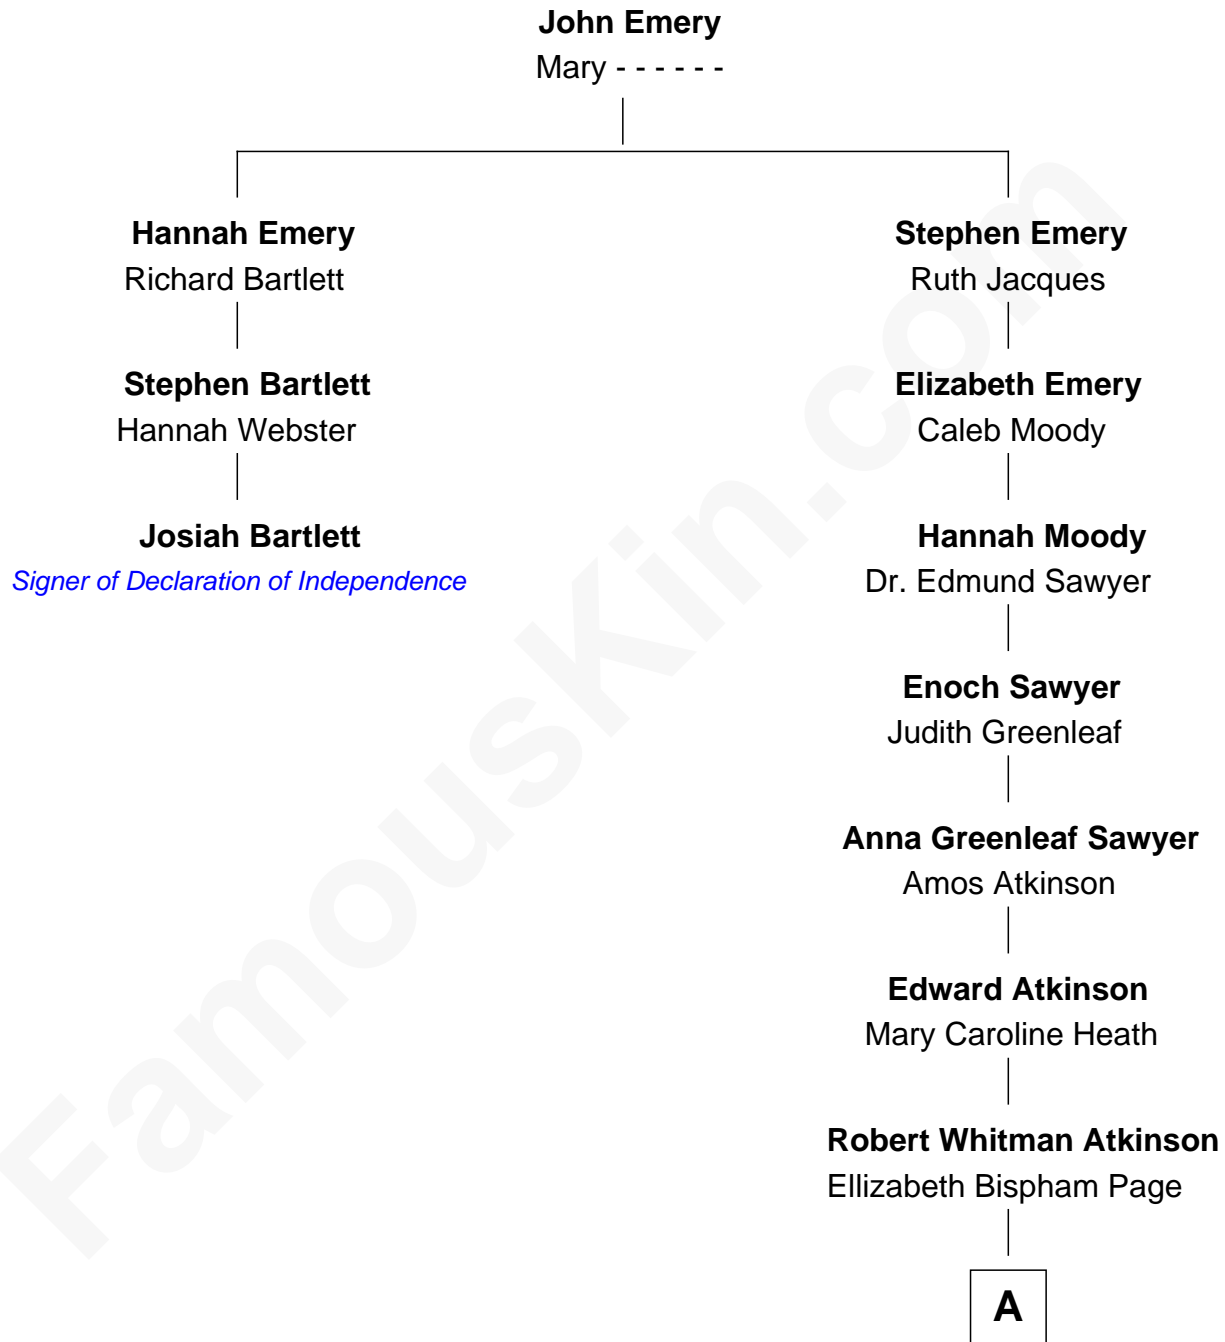 John Emery
Mary - - - - - -
Hannah Emery
Richard Bartlett
Stephen Emery
Ruth Jacques
Stephen Bartlett
Hannah Webster
Elizabeth Emery
Caleb Moody
Josiah Bartlett
Signer of Declaration of Independence
Hannah Moody
Dr. Edmund Sawyer
Enoch Sawyer
Judith Greenleaf
Anna Greenleaf Sawyer
Amos Atkinson
Edward Atkinson
Mary Caroline Heath
Robert Whitman Atkinson
Ellizabeth Bispham Page
A
FamousKin.com